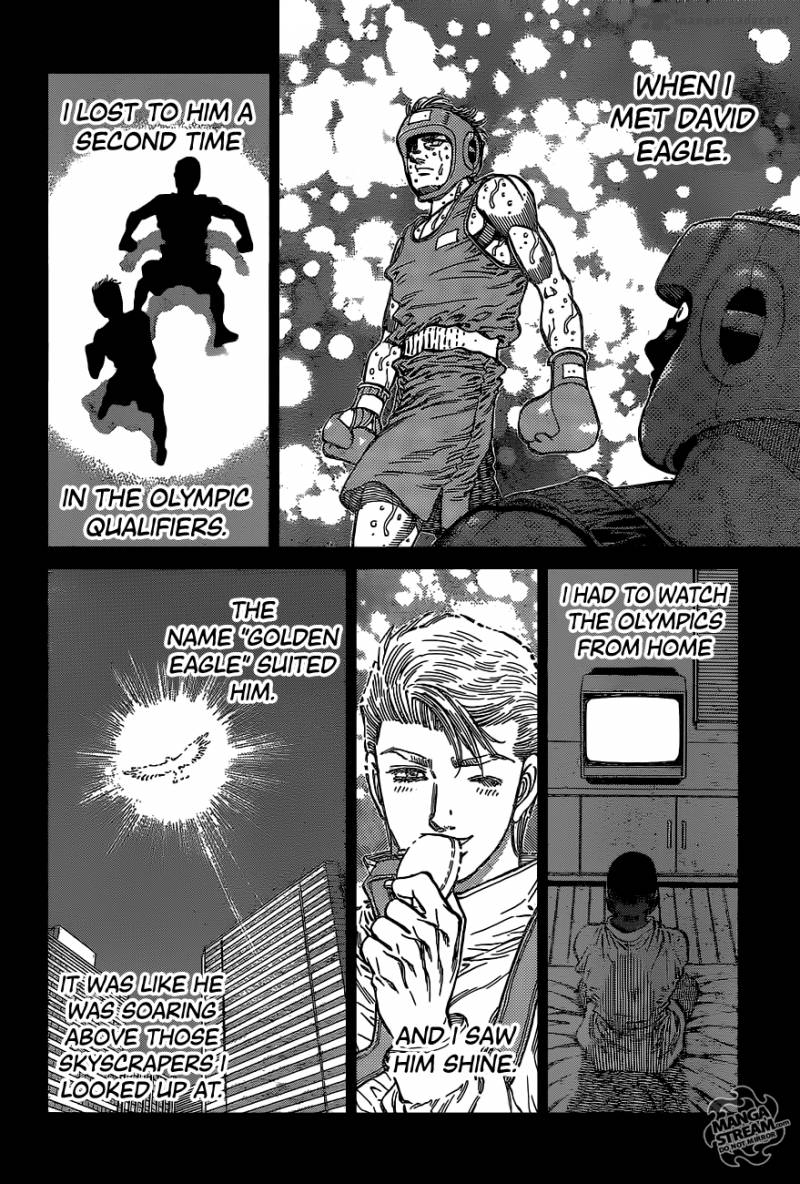 WHEN I
MET DAVID
EAGLE.
I LOST TO HIM A
SECOND TIME
IN THE OLYMPIC
QUALIFIERS.
I HAD TO WATCH
THE OLYMPICS
FROM HOME
AND I SAW
HIM SHINE.
THE
NAME "GOLDEN
EAGLE" SUITED
HIM.
IT WAS LIKE HE
WAS SOARING
ABOVE THOSE
SKYSCRAPERS I
LOOKED UP AT.
MANGA
STREAM.com
DO NOT MIRROR!